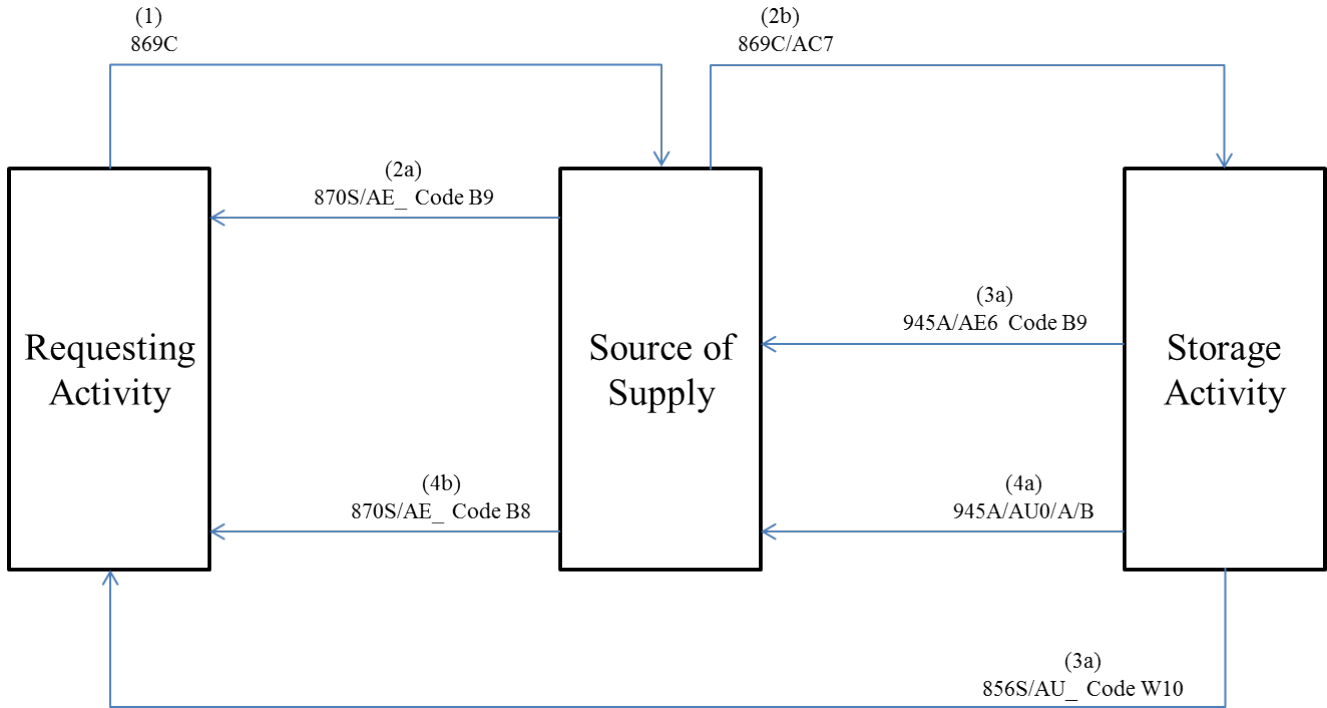 (1)
869C
(2b)
869C/AC7
(2a)
870S/AE_ Code B9
(3a)
945A/AE6 Code B9
Requesting
Activity
Source of
Supply
Storage
Activity
(4b)
870S/AE_ Code B8
(4a)
945A/AU0/A/B
(3a)
856S/AU_ Code W10